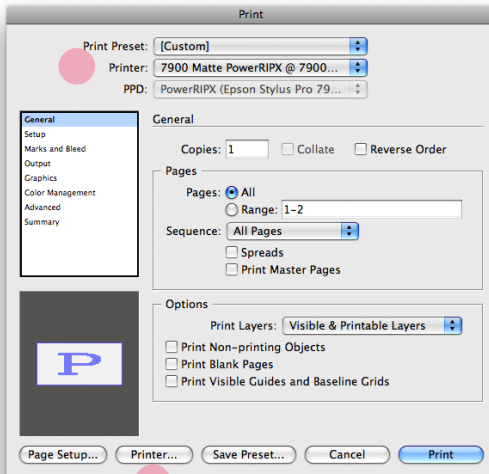 Print
Print Preset: [Custom]
Printer: 7900 Matte PowerRIPX @ 7900...
PPD: PowerRIPX (Epson Stylus Pro 79...
General
Setup
Marks and Bleed
Output
Graphics
Color Management
Advanced
Summary
General
Copies: 1 Collate Reverse Order
Pages
Pages: All
Range: 1-2
Sequence: All Pages
Spreads
Print Master Pages
Options
Print Layers: Visible & Printable Layers
Print Non-printing Objects
Print Blank Pages
Print Visible Guides and Baseline Grids
P
Page Setup... Printer... Save Preset... Cancel Print